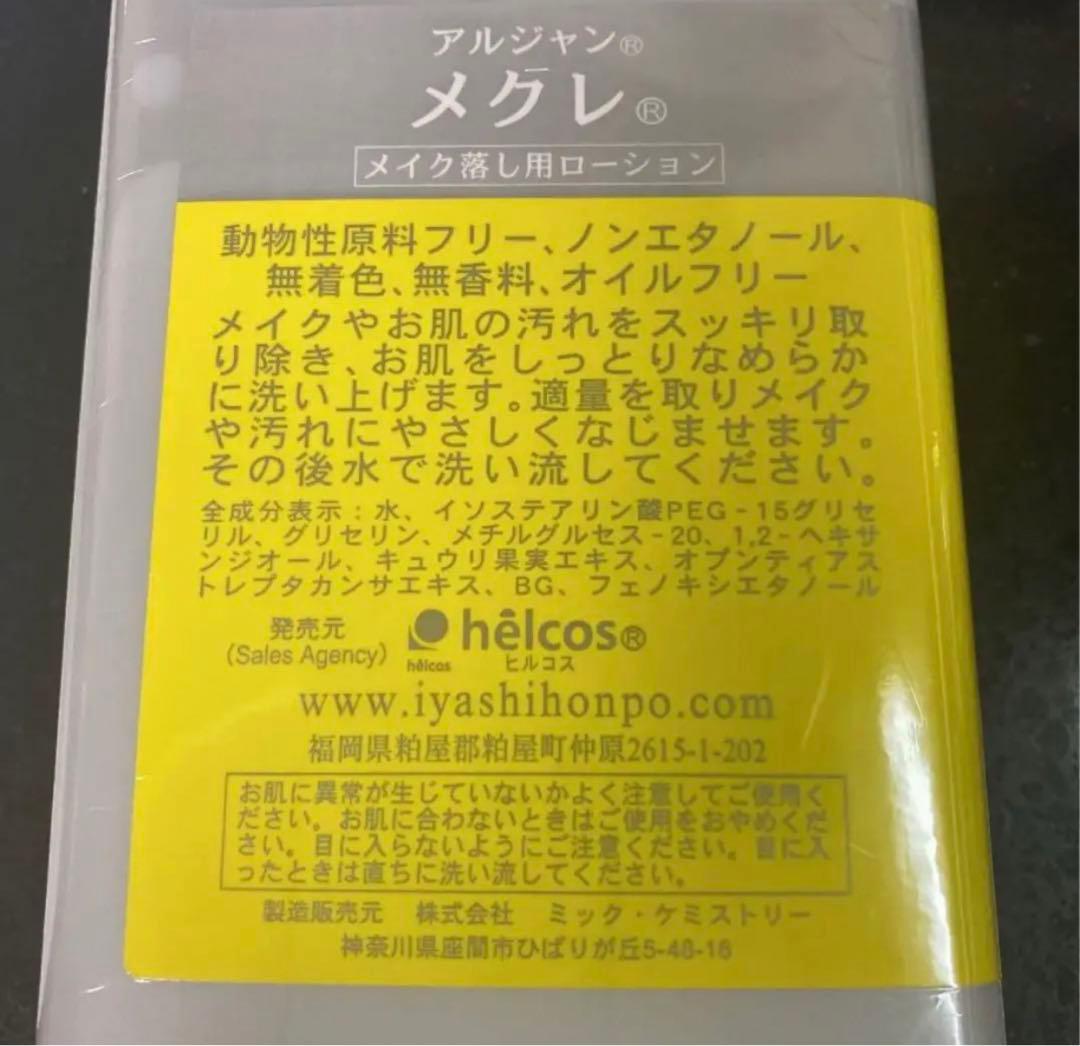 アルジャン®
メグレ®
メイク落し用ローション
動物性原料フリー、ノンエタノール、
無着色、無香料、オイルフリー
メイクやお肌の汚れをスッキリ取
り除き、お肌をしっとりなめらか
に洗い上げます。適量を取りメイク
や汚れにやさしくなじませます。
その後水で洗い流してください。
全成分表示：水、イソステアリン酸PEG-15グリセ
リル、グリセリン、メチルグルセス-20、1,2-ヘキサ
ンジオール、キュウリ果実エキス、オプンティアス
トレプタカンサエキス、BG、フェノキシエタノール
発売元
(Sales Agency)
hêlcos
hêlcos®
ヒルコス
www.iyashihonpo.com
福岡県粕屋郡粕屋町仲原2615-1-202
お肌に異常が生じていないかよく注意してご使用く
ださい。お肌に合わないときはご使用をおやめくだ
さい。目に入らないようにご注意ください。目に入
ったときは直ちに洗い流してください。
製造販売元　株式会社　ミック・ケミストリー
神奈川県座間市ひばりが丘5-48-16